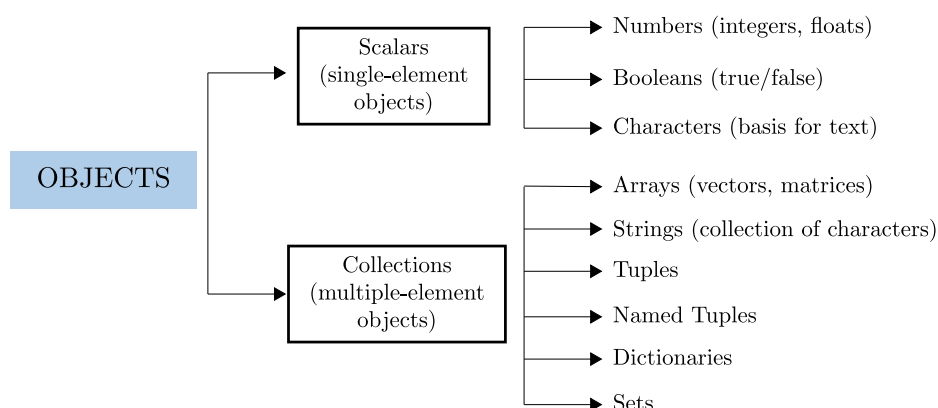 OBJECTS
Scalars
(single-element
objects)
Numbers (integers, floats)
Booleans (true/false)
Characters (basis for text)
Collections
(multiple-element
objects)
Arrays (vectors, matrices)
Strings (collection of characters)
Tuples
Named Tuples
Dictionaries
Sets